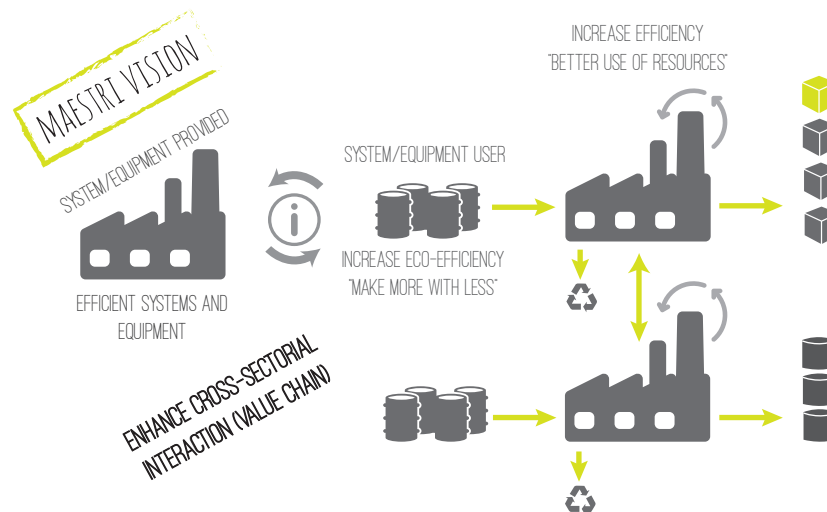 MAESTRI VISION
SYSTEM/EQUIPMENT PROVIDED
EFFICIENT SYSTEMS AND
EQUIPMENT
SYSTEM/EQUIPMENT USER
INCREASE ECO-EFFICIENCY
"MAKE MORE WITH LESS"
INCREASE EFFICIENCY
"BETTER USE OF RESOURCES"
ENHANCE CROSS-SECTORIAL
INTERACTION (VALUE CHAIN)